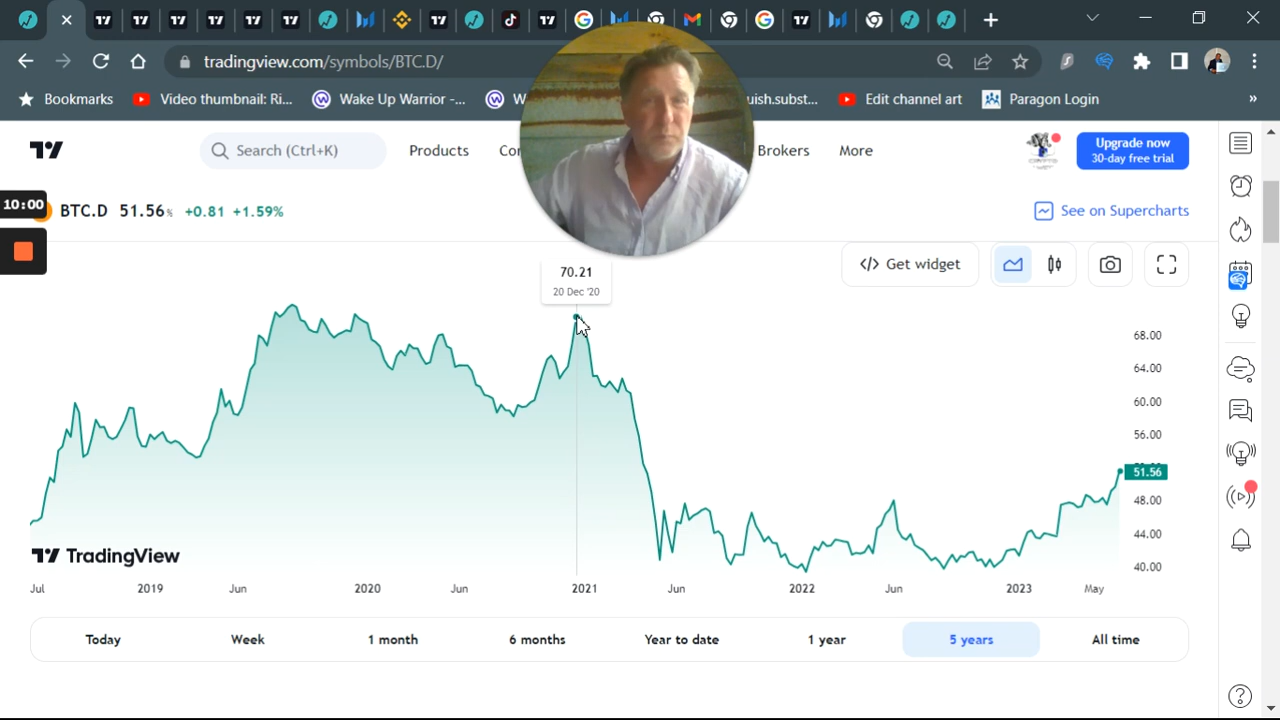 tradingview.com/symbols/BTC.D/
Bookmarks
Video thumbnail: Ri...
Wake Up Warrior -...
W
uish.subst...
Edit channel art
Paragon Login
»
Search (Ctrl+K)
Products
Co
Brokers
More
Upgrade now
30-day free trial
10:00
BTC.D 51.56% +0.81 +1.59%
See on Supercharts
70.21
20 Dec '20
</> Get widget
68.00
64.00
60.00
56.00
51.56
48.00
44.00
40.00
TradingView
Jul 2019 Jun 2020 Jun 2021 Jun 2022 Jun 2023 May
Today Week 1 month 6 months Year to date 1 year 5 years All time